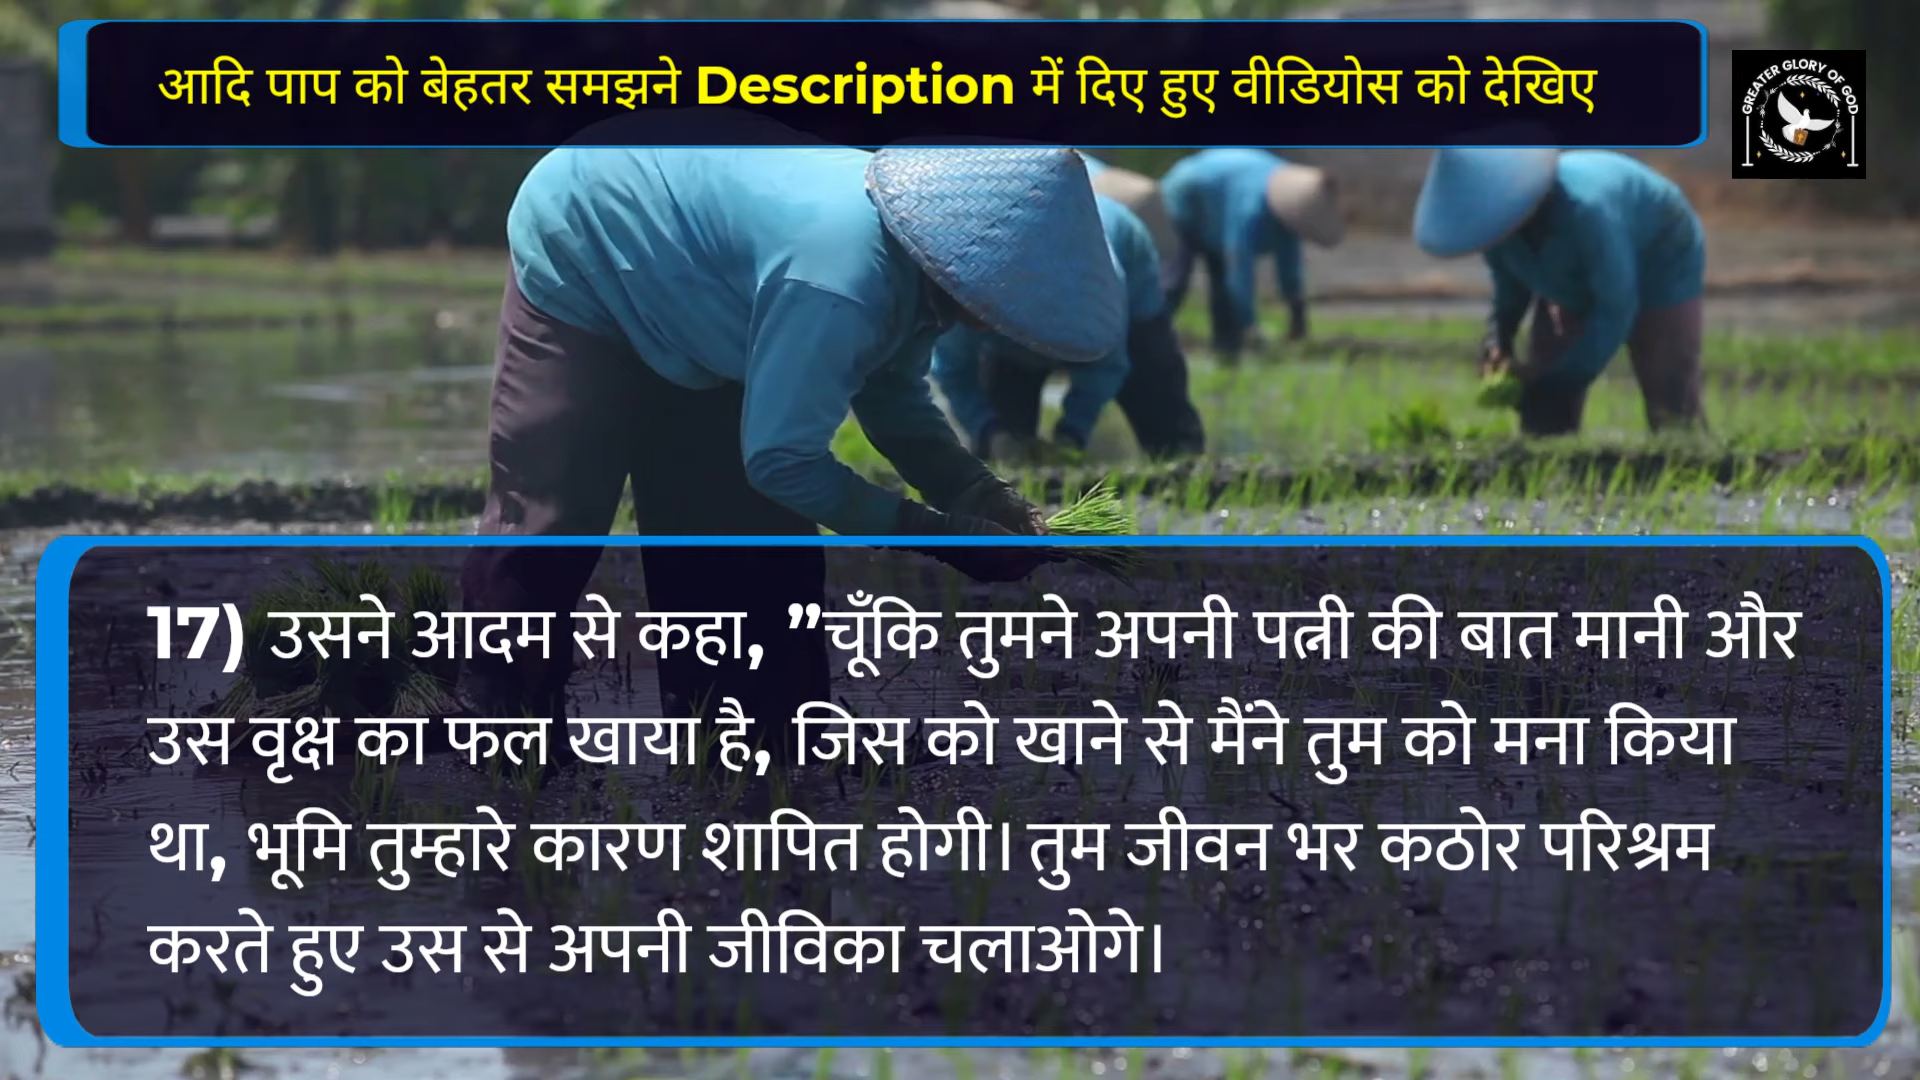 आदि पाप को बेहतर समझने Description में दिए हुए वीडियोस को देखिए
GREATER GLORY OF GOD
17) उसने आदम से कहा, ”चूँकि तुमने अपनी पत्नी की बात मानी और
उस वृक्ष का फल खाया है, जिस को खाने से मैंने तुम को मना किया
था, भूमि तुम्हारे कारण शापित होगी। तुम जीवन भर कठोर परिश्रम
करते हुए उस से अपनी जीविका चलाओगे।